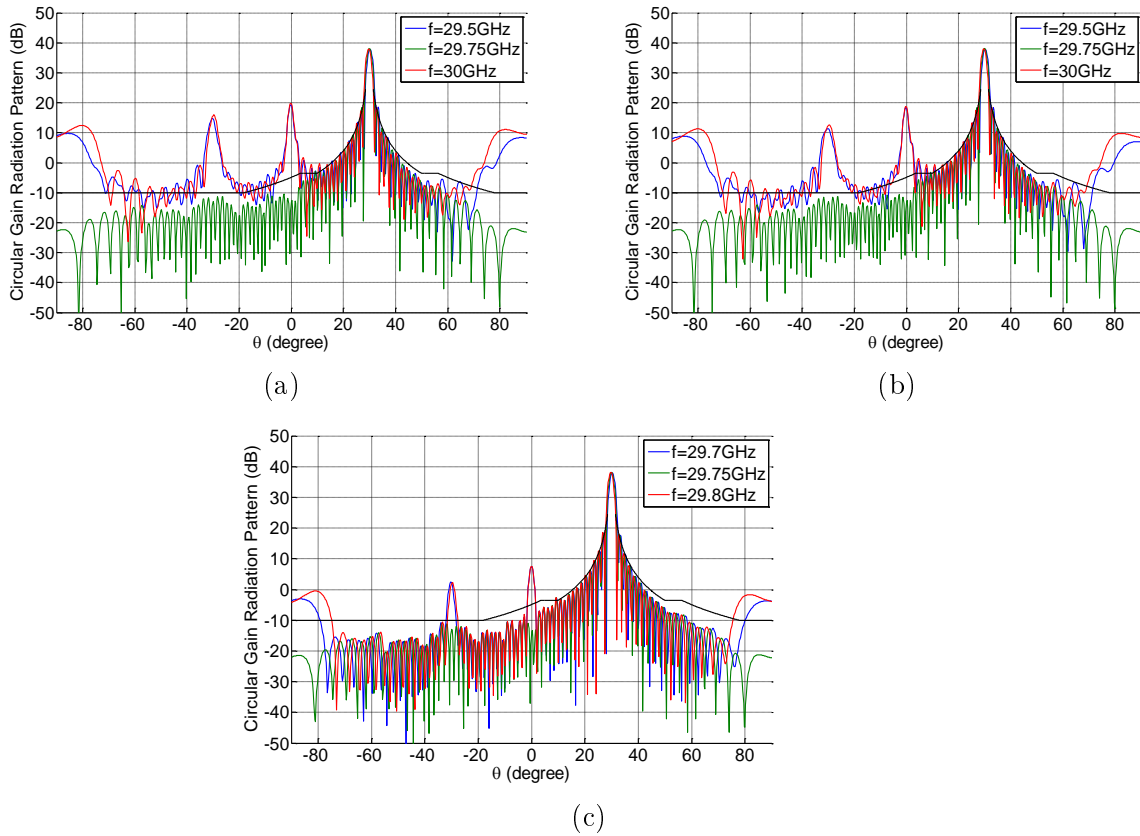 Circular Gain Radiation Pattern (dB)
50
40
30
20
10
0
-10
-20
-30
-40
-50
f=29.5GHz
f=29.75GHz
f=30GHz
-80 -60 -40 -20 0 20 40 60 80
θ (degree)
(a)
Circular Gain Radiation Pattern (dB)
50
40
30
20
10
0
-10
-20
-30
-40
-50
f=29.5GHz
f=29.75GHz
f=30GHz
-80 -60 -40 -20 0 20 40 60 80
θ (degree)
(b)
Circular Gain Radiation Pattern (dB)
50
40
30
20
10
0
-10
-20
-30
-40
-50
f=29.7GHz
f=29.75GHz
f=29.8GHz
-80 -60 -40 -20 0 20 40 60 80
θ (degree)
(c)